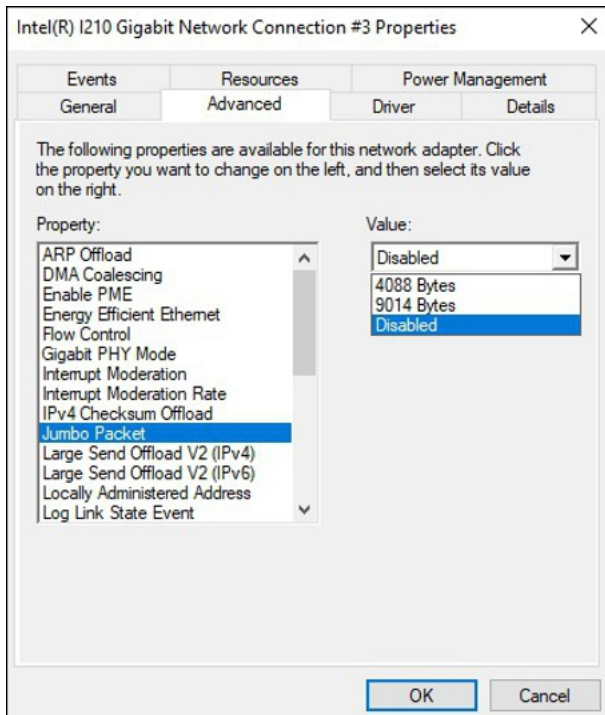 Intel(R) I210 Gigabit Network Connection #3 Properties
Events Resources Power Management
General Advanced Driver Details
The following properties are available for this network adapter. Click
the property you want to change on the left, and then select its value
on the right.
Property:
Value:
ARP Offload
DMA Coalescing
Enable PME
Energy Efficient Ethernet
Flow Control
Gigabit PHY Mode
Interrupt Moderation
Interrupt Moderation Rate
IPv4 Checksum Offload
Jumbo Packet
Large Send Offload V2 (IPv4)
Large Send Offload V2 (IPv6)
Locally Administered Address
Log Link State Event
Disabled
4088 Bytes
9014 Bytes
Disabled
OK Cancel